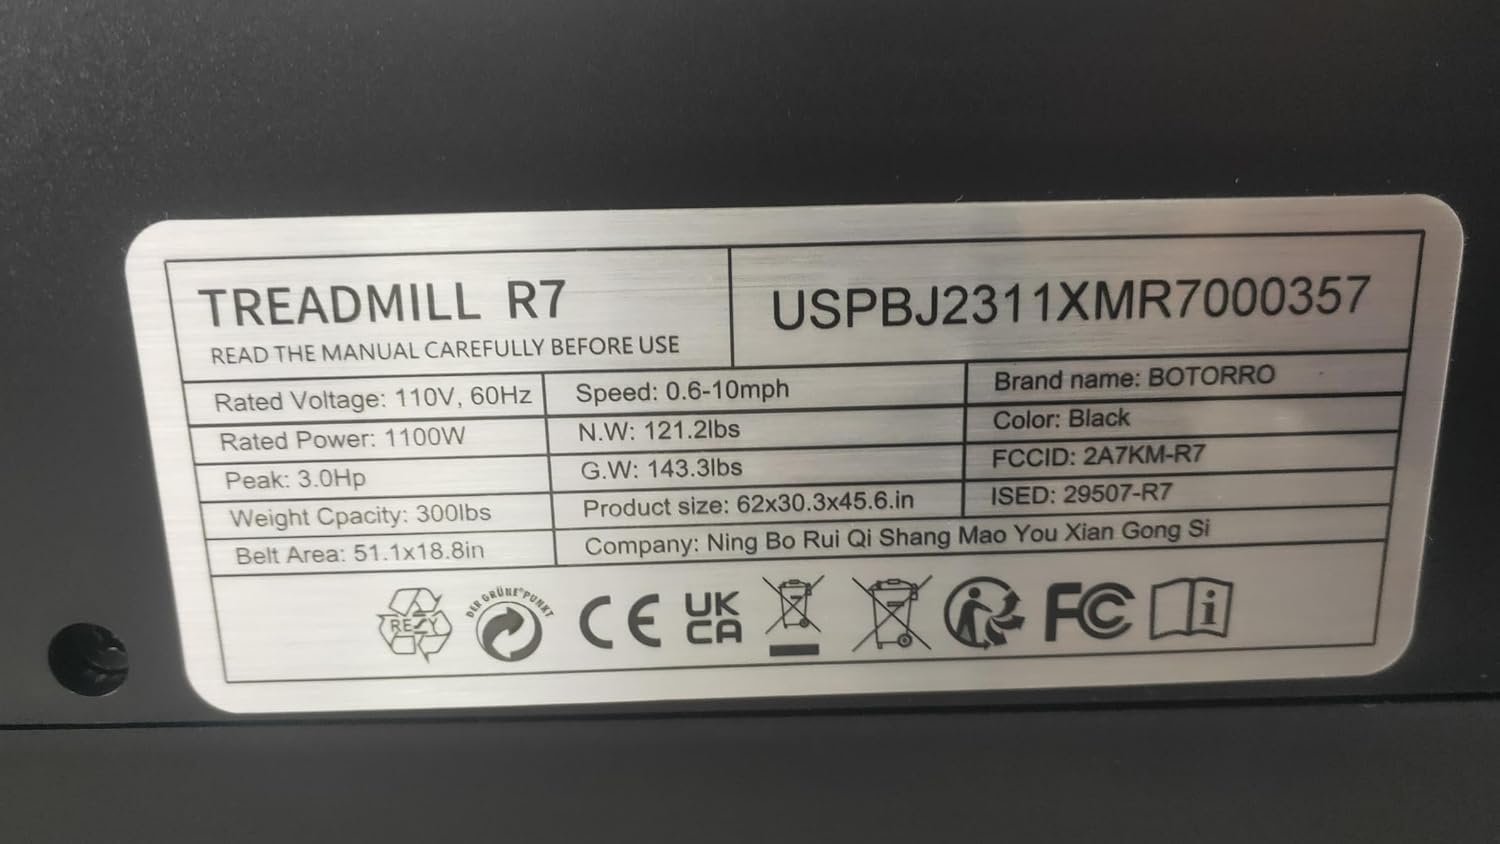 TREADMILL R7
READ THE MANUAL CAREFULLY BEFORE USE
USPBJ2311XMR7000357
Rated Voltage: 110V, 60Hz
Rated Power: 1100W
Peak: 3.0Hp
Weight Cpacity: 300lbs
Belt Area: 51.1x18.8in
Speed: 0.6-10mph
N.W: 121.2lbs
G.W: 143.3lbs
Product size: 62x30.3x45.6.in
Brand name: BOTORRO
Color: Black
FCCID: 2A7KM-R7
ISED: 29507-R7
Company: Ning Bo Rui Qi Shang Mao You Xian Gong Si
RESY
DER GRÜNE PUNKT
CE
UK
CA
FC
i